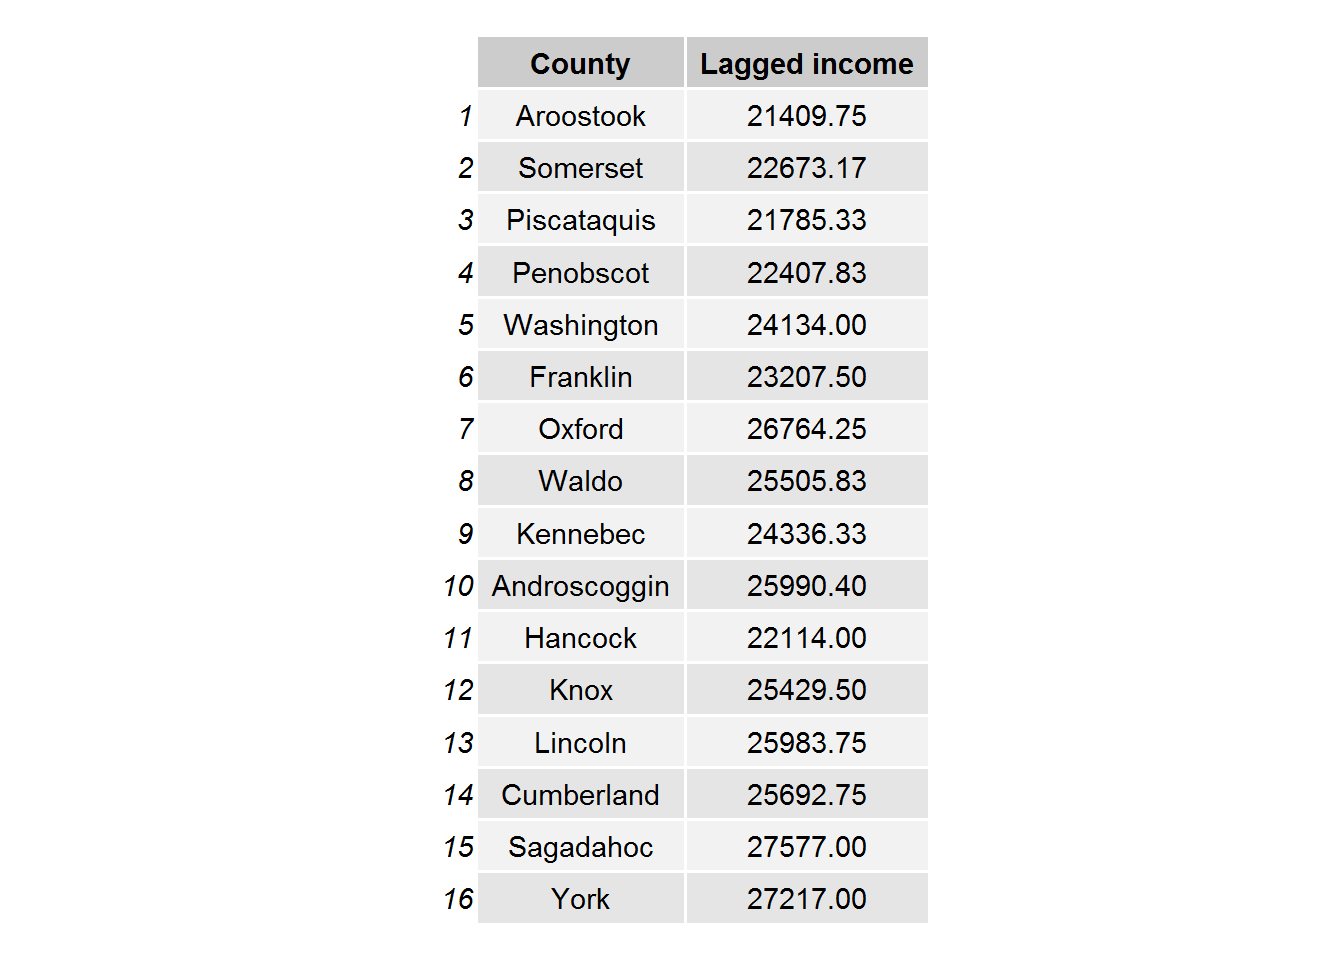 County Lagged income
1 Aroostook 21409.75
2 Somerset 22673.17
3 Piscataquis 21785.33
4 Penobscot 22407.83
5 Washington 24134.00
6 Franklin 23207.50
7 Oxford 26764.25
8 Waldo 25505.83
9 Kennebec 24336.33
10 Androscoggin 25990.40
11 Hancock 22114.00
12 Knox 25429.50
13 Lincoln 25983.75
14 Cumberland 25692.75
15 Sagadahoc 27577.00
16 York 27217.00